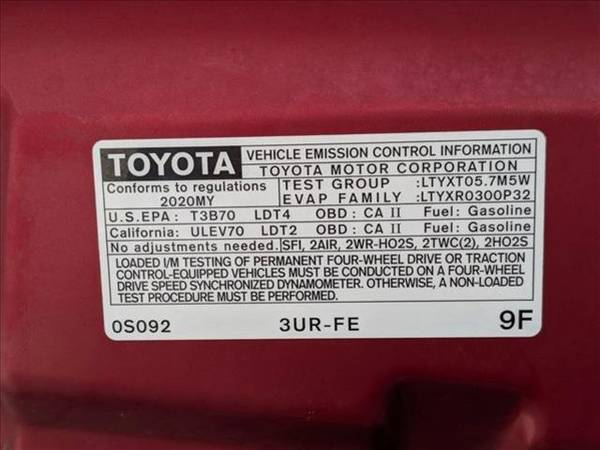 TOYOTA VEHICLE EMISSION CONTROL INFORMATION
TOYOTA MOTOR CORPORATION
Conforms to regulations 2020MY
TEST GROUP :LTYXT05.7M5W
EVAP FAMILY :LTYXR0300P32
U.S.EPA : T3B70 LDT4 OBD : CA II Fuel: Gasoline
California: ULEV70 LDT2 OBD : CA II Fuel: Gasoline
No adjustments needed. SFI, 2AIR, 2WR-HO2S, 2TWC(2), 2HO2S
LOADED I/M TESTING OF PERMANENT FOUR-WHEEL DRIVE OR TRACTION
CONTROL-EQUIPPED VEHICLES MUST BE CONDUCTED ON A FOUR-WHEEL
DRIVE SPEED SYNCHRONIZED DYNAMOMETER. OTHERWISE, A NON-LOADED
TEST PROCEDURE MUST BE PERFORMED.
0S092 3UR-FE 9F